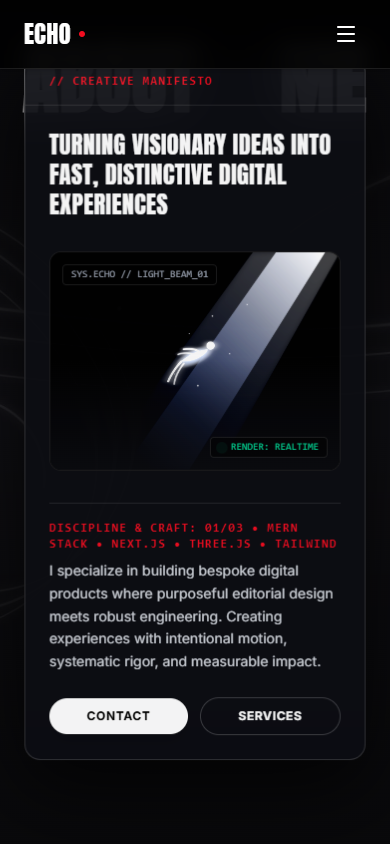 ECHO
ABOUT ME
// CREATIVE MANIFESTO
TURNING VISIONARY IDEAS INTO
FAST, DISTINCTIVE DIGITAL
EXPERIENCES
SYS.ECHO // LIGHT_BEAM_01
RENDER: REALTIME
DISCIPLINE & CRAFT: 01/03 • MERN
STACK • NEXT.JS • THREE.JS • TAILWIND
I specialize in building bespoke digital
products where purposeful editorial design
meets robust engineering. Creating
experiences with intentional motion,
systematic rigor, and measurable impact.
CONTACT
SERVICES